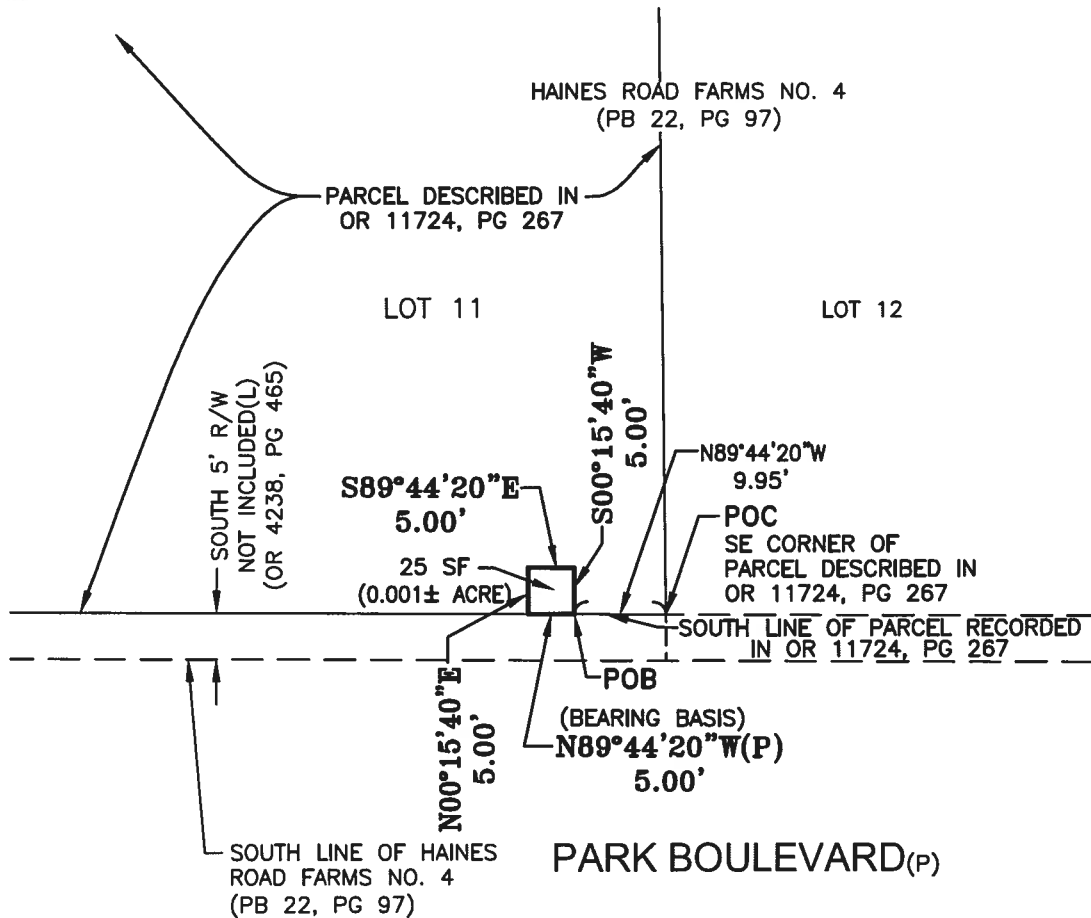 HAINES ROAD FARMS NO. 4
(PB 22, PG 97)
PARCEL DESCRIBED IN
OR 11724, PG 267
LOT 11
LOT 12
SOUTH 5' R/W
NOT INCLUDED(L)
(OR 4238, PG 465)
S00°15'40"W
5.00'
N89°44'20"W
9.95'
S89°44'20"E
5.00'
POC
SE CORNER OF
PARCEL DESCRIBED IN
OR 11724, PG 267
25 SF
(0.001± ACRE)
SOUTH LINE OF PARCEL RECORDED
IN OR 11724, PG 267
POB
N00°15'40"E
5.00'
(BEARING BASIS)
N89°44'20"W(P)
5.00'
SOUTH LINE OF HAINES
ROAD FARMS NO. 4
(PB 22, PG 97)
PARK BOULEVARD(P)